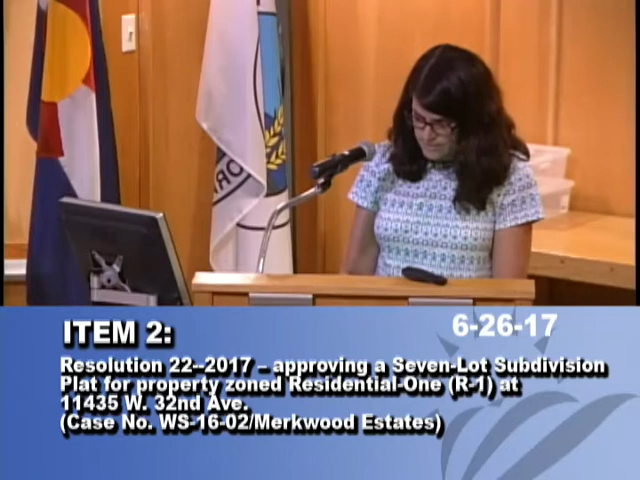 ITEM 2:
6-26-17
Resolution 22--2017 – approving a Seven-Lot Subdivision
Plat for property zoned Residential-One (R-1) at
11435 W. 32nd Ave.
(Case No. WS-16-02/Merkwood Estates)